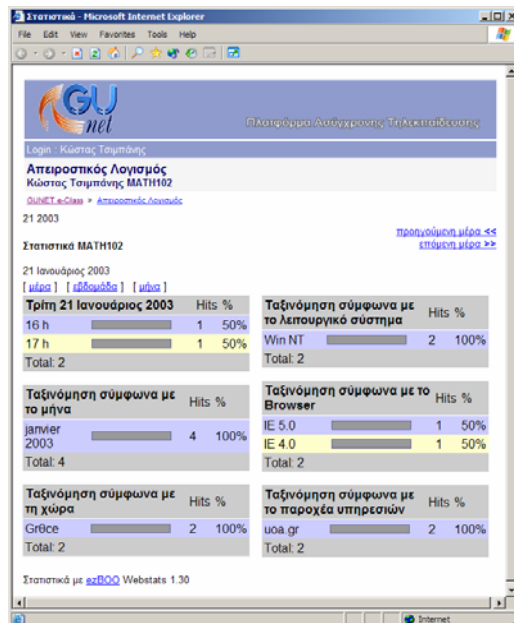 Στατιστικά - Microsoft Internet Explorer
File Edit View Favorites Tools Help
GUnet
Πλατφόρμα Ασύγχρονης Τηλεκπαίδευσης
Login : Κώστας Τσιμπάνης
Απειροστικός Λογισμός
Κώστας Τσιμπάνης MATH102
GUNET e-Class > Απειροστικός Λογισμός
21 2003
προηγούμενη μέρα <<
Στατιστικά MATH102
επόμενη μέρα >>
21 Ιανουάριος 2003
[ μέρα ] [ εβδομάδα ] [ μήνα ]
Τρίτη 21 Ιανουάριος 2003 Hits %
16 h 1 50%
17 h 1 50%
Total: 2
Ταξινόμηση σύμφωνα με
το λειτουργικό σύστημα Hits %
Win NT 2 100%
Total: 2
Ταξινόμηση σύμφωνα με
το μήνα Hits %
janvier
2003 4 100%
Total: 4
Ταξινόμηση σύμφωνα με το
Browser Hits %
IE 5.0 1 50%
IE 4.0 1 50%
Total: 2
Ταξινόμηση σύμφωνα με
τη χώρα Hits %
Grθce 2 100%
Total: 2
Ταξινόμηση σύμφωνα με
το παροχέα υπηρεσιών Hits %
uoa.gr 2 100%
Total: 2
Στατιστικά με ezBOO Webstats 1.30
Internet